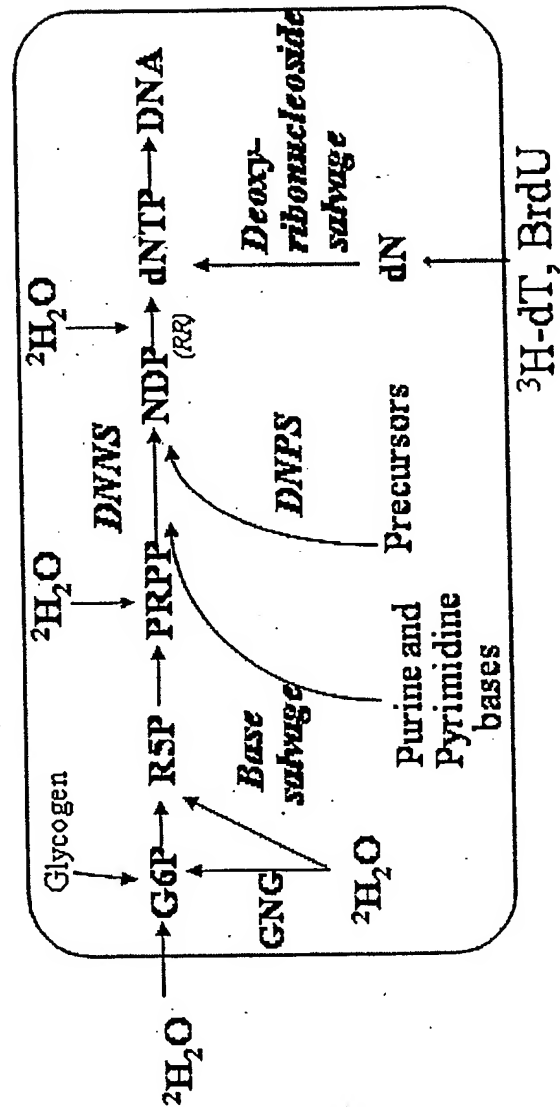 ²H₂O
²H₂O
²H₂O
Glycogen
G6P
R5P
PRPP
DNNS
NDP
(RR)
dNTP
DNA
GNG
Base
salvage
DNPS
Deoxy-
ribonucleoside
salvage
²H₂O
Purine and
Pyrimidine
bases
Precursors
dN
³H-dT, BrdU